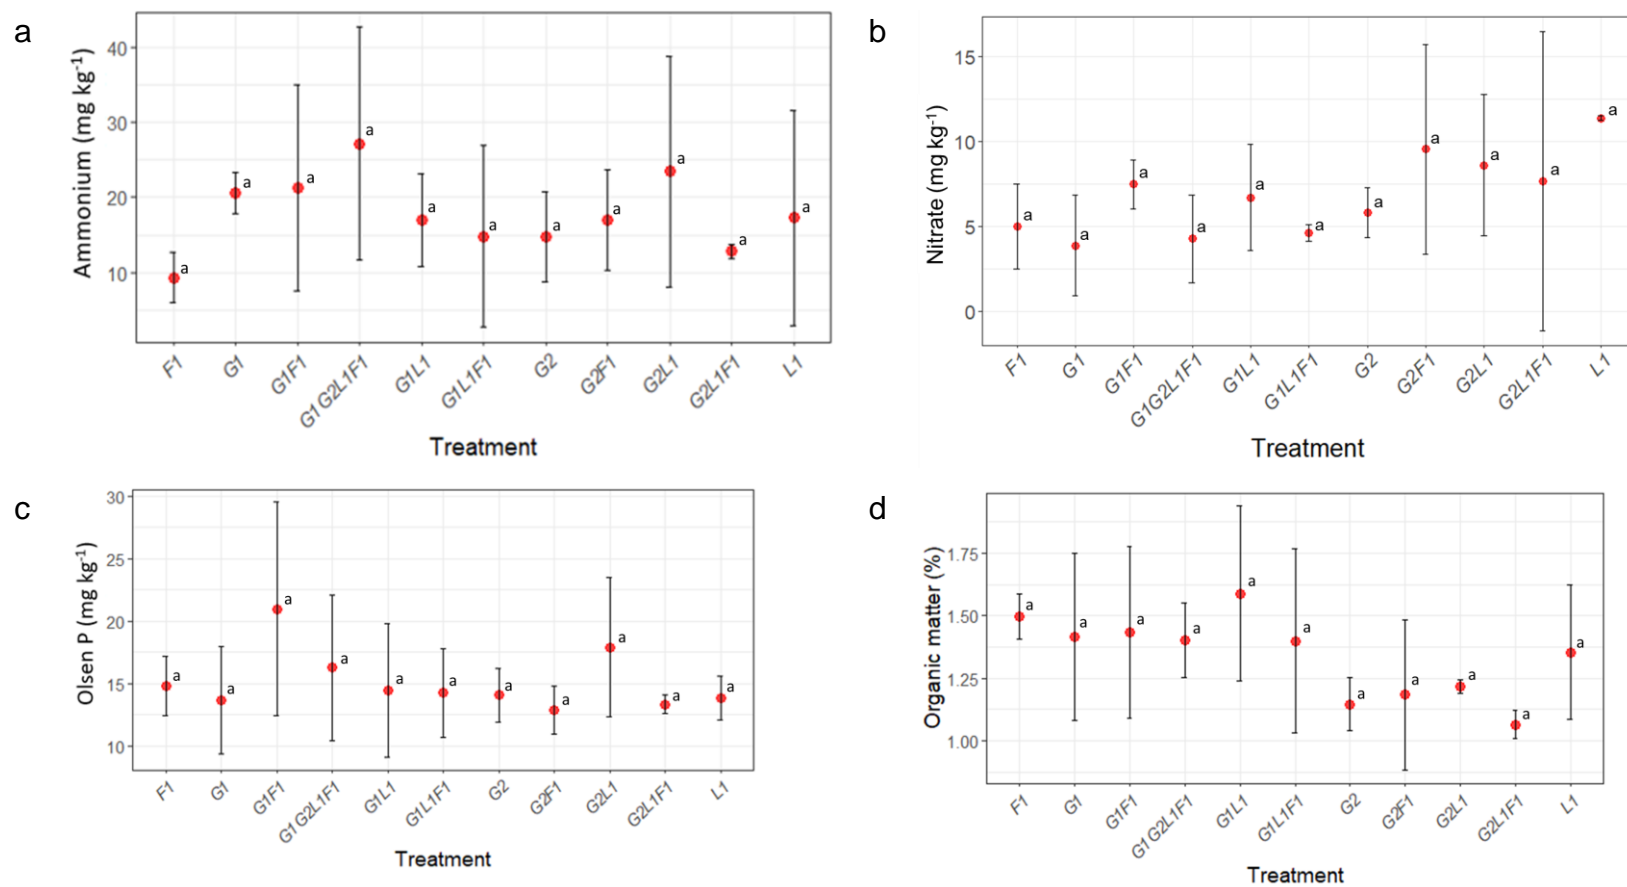 a
Ammonium (mg kg-1)
40
30
20
10
a a a a a a a a a a a
F1 G1 G1F1 G1G2L1F1 G1L1 G1L1F1 G2 G2F1 G2L1 G2L1F1 L1
Treatment
b
Nitrate (mg kg-1)
15
10
5
0
a a a a a a a a a a a
F1 G1 G1F1 G1G2L1F1 G1L1 G1L1F1 G2 G2F1 G2L1 G2L1F1 L1
Treatment
c
Olsen P (mg kg-1)
30
25
20
15
10
a a a a a a a a a a a
F1 G1 G1F1 G1G2L1F1 G1L1 G1L1F1 G2 G2F1 G2L1 G2L1F1 L1
Treatment
d
Organic matter (%)
1.75
1.50
1.25
1.00
a a a a a a a a a a a
F1 G1 G1F1 G1G2L1F1 G1L1 G1L1F1 G2 G2F1 G2L1 G2L1F1 L1
Treatment